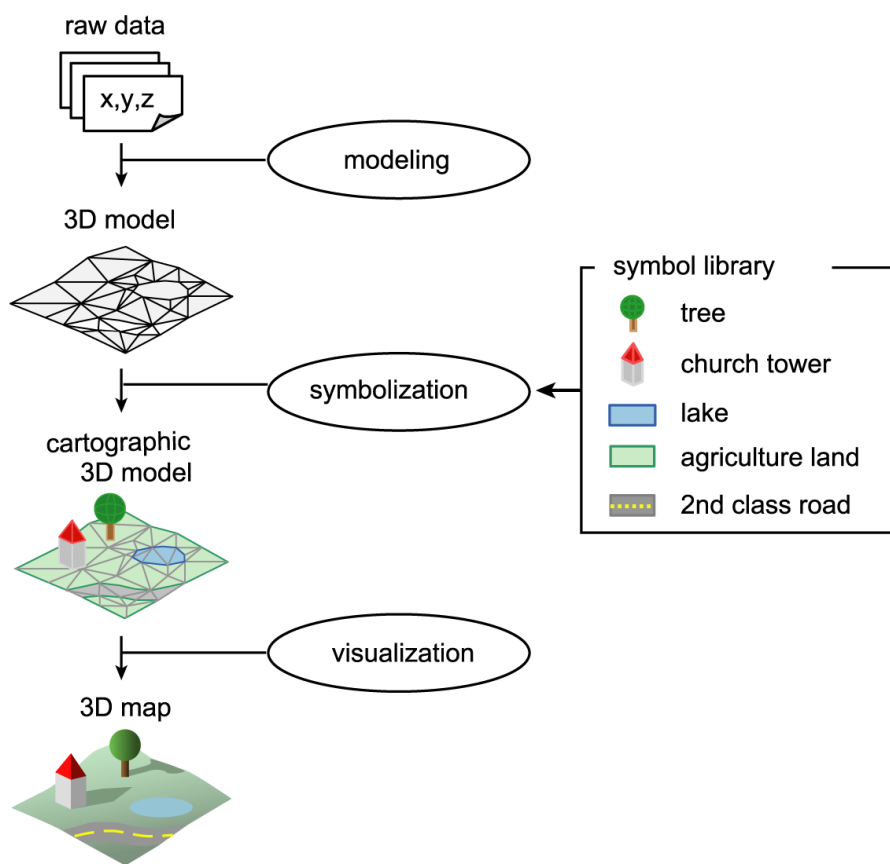 raw data
x,y,z
modeling
3D model
symbol library
tree
church tower
symbolization
lake
cartographic
3D model
agriculture land
2nd class road
visualization
3D map